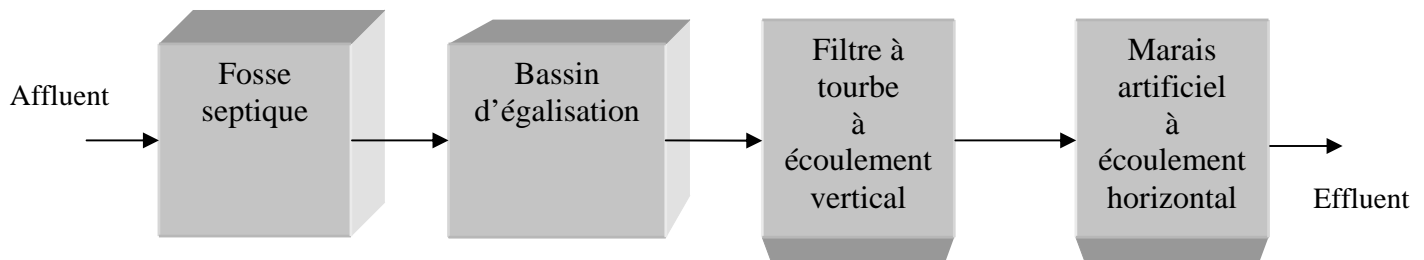 Affluent
Fosse
septique
Bassin
d'égalisation
Filtre à
tourbe
à
écoulement
vertical
Marais
artificiel
à
écoulement
horizontal
Effluent